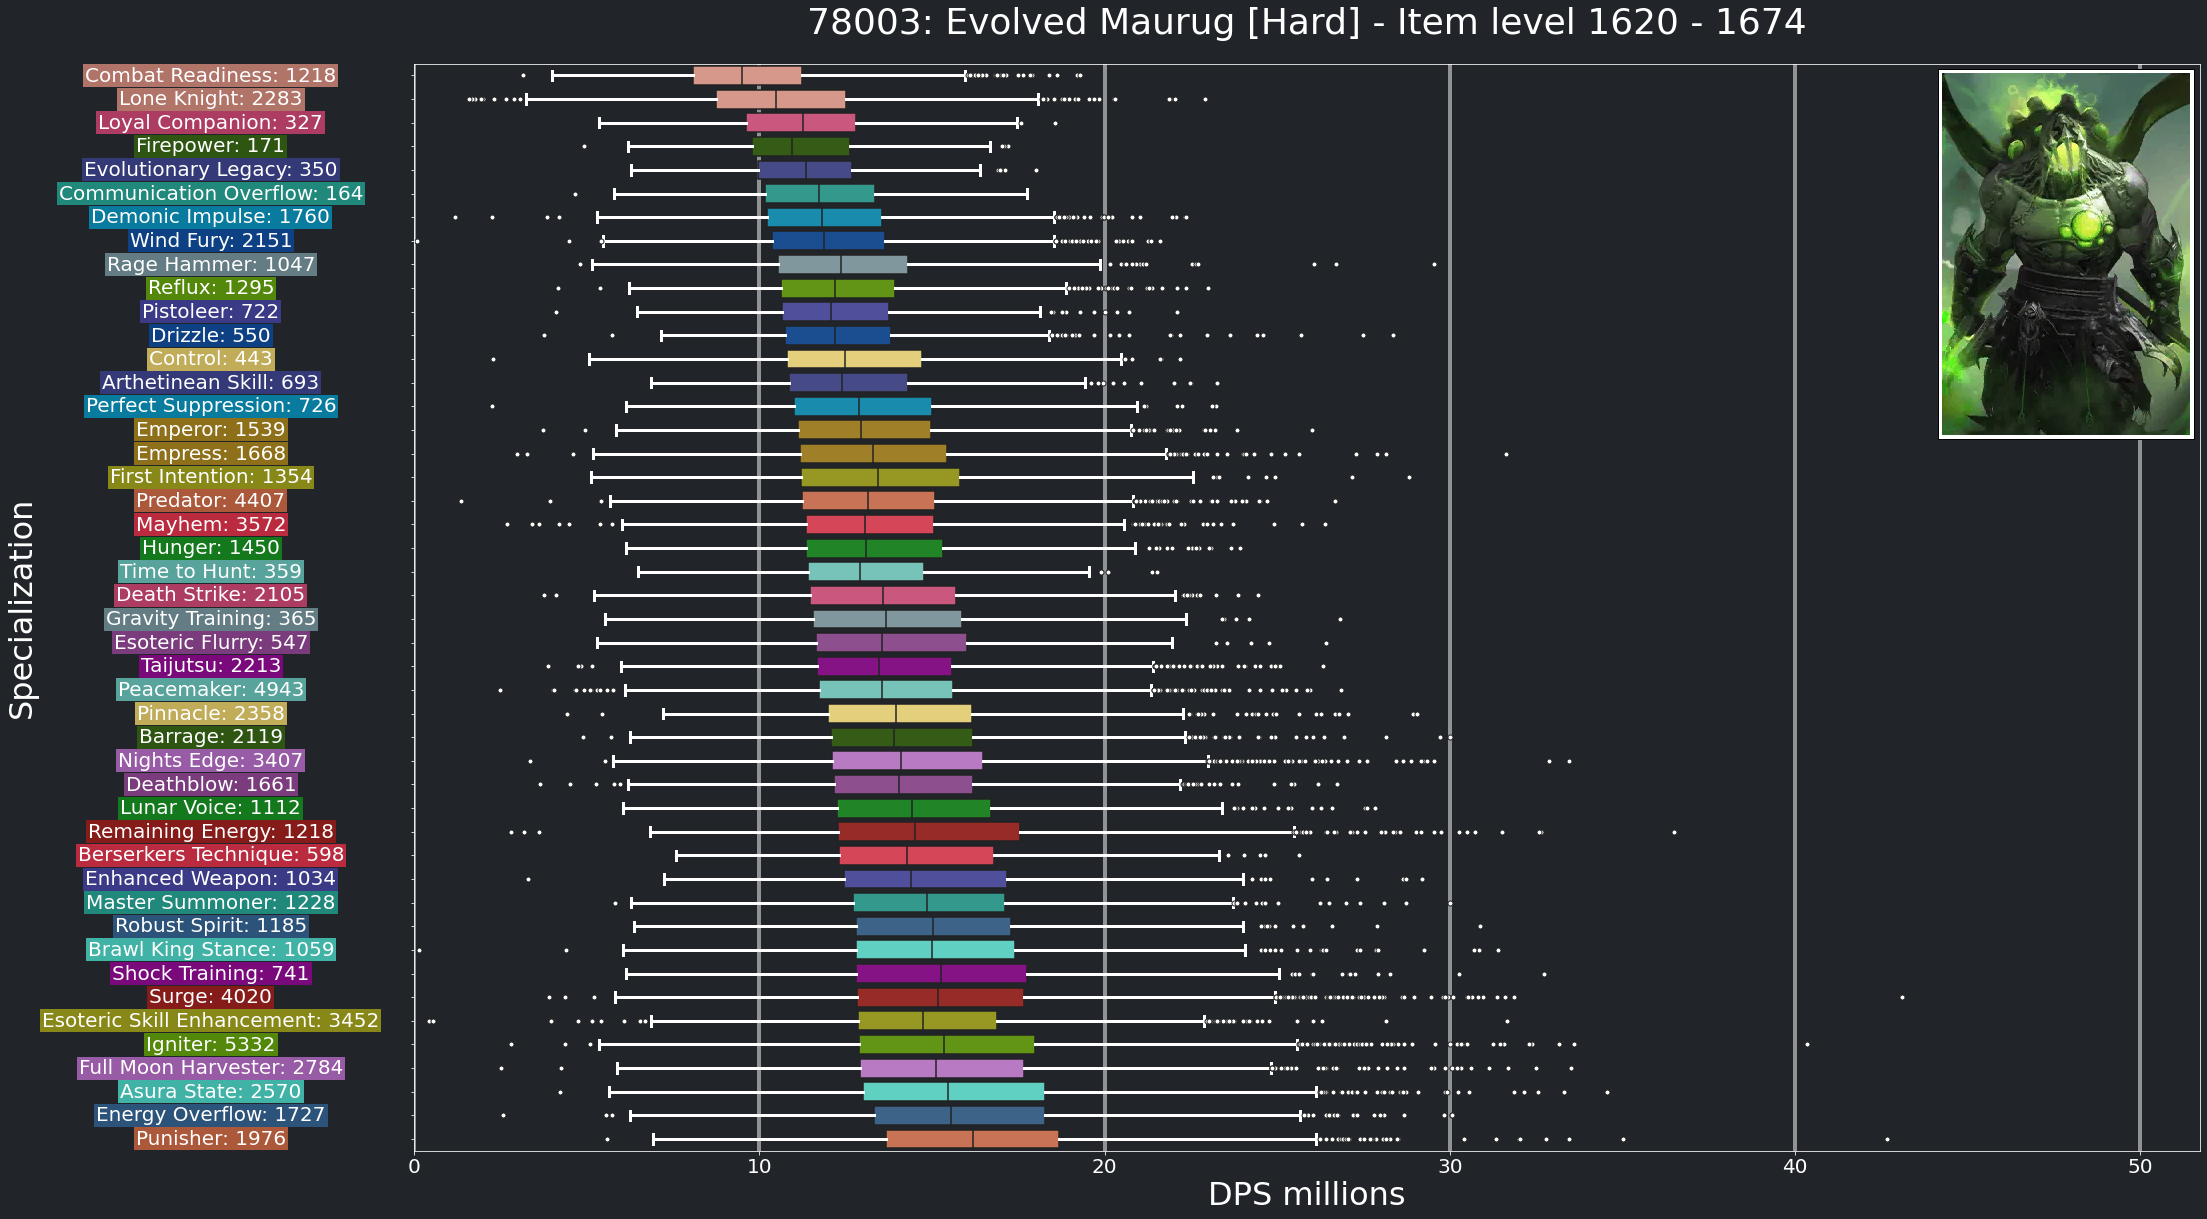 78003: Evolved Maurug [Hard] - Item level 1620 - 1674
Specialization
Combat Readiness: 1218
Lone Knight: 2283
Loyal Companion: 327
Firepower: 171
Evolutionary Legacy: 350
Communication Overflow: 164
Demonic Impulse: 1760
Wind Fury: 2151
Rage Hammer: 1047
Reflux: 1295
Pistoleer: 722
Drizzle: 550
Control: 443
Arthetinean Skill: 693
Perfect Suppression: 726
Emperor: 1539
Empress: 1668
First Intention: 1354
Predator: 4407
Mayhem: 3572
Hunger: 1450
Time to Hunt: 359
Death Strike: 2105
Gravity Training: 365
Esoteric Flurry: 547
Taijutsu: 2213
Peacemaker: 4943
Pinnacle: 2358
Barrage: 2119
Nights Edge: 3407
Deathblow: 1661
Lunar Voice: 1112
Remaining Energy: 1218
Berserkers Technique: 598
Enhanced Weapon: 1034
Master Summoner: 1228
Robust Spirit: 1185
Brawl King Stance: 1059
Shock Training: 741
Surge: 4020
Esoteric Skill Enhancement: 3452
Igniter: 5332
Full Moon Harvester: 2784
Asura State: 2570
Energy Overflow: 1727
Punisher: 1976
0 10 20 30 40 50
DPS millions